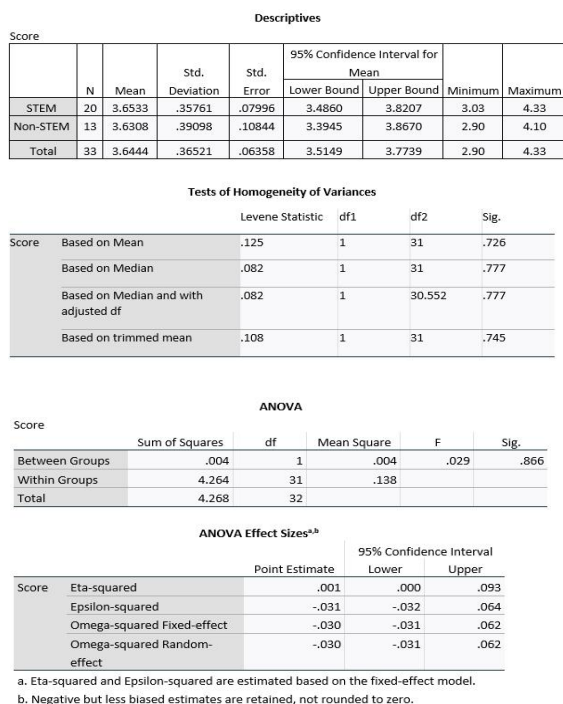 Descriptives
Score
95% Confidence Interval for
Std. Std. Mean
N Mean Deviation Error Lower Bound Upper Bound Minimum Maximum
STEM 20 3.6533 .35761 .07996 3.4860 3.8207 3.03 4.33
Non-STEM 13 3.6308 .39098 .10844 3.3945 3.8670 2.90 4.10
Total 33 3.6444 .36521 .06358 3.5149 3.7739 2.90 4.33
Tests of Homogeneity of Variances
Levene Statistic df1 df2 Sig.
Score Based on Mean .125 1 31 .726
Based on Median .082 1 31 .777
Based on Median and with .082 1 30.552 .777
adjusted df
Based on trimmed mean .108 1 31 .745
ANOVA
Score
Sum of Squares df Mean Square F Sig.
Between Groups .004 1 .004 .029 .866
Within Groups 4.264 31 .138
Total 4.268 32
ANOVA Effect Sizesa,b
95% Confidence Interval
Point Estimate Lower Upper
Score Eta-squared .001 .000 .093
Epsilon-squared -.031 -.032 .064
Omega-squared Fixed-effect -.030 -.031 .062
Omega-squared Random- -.030 -.031 .062
effect
a. Eta-squared and Epsilon-squared are estimated based on the fixed-effect model.
b. Negative but less biased estimates are retained, not rounded to zero.